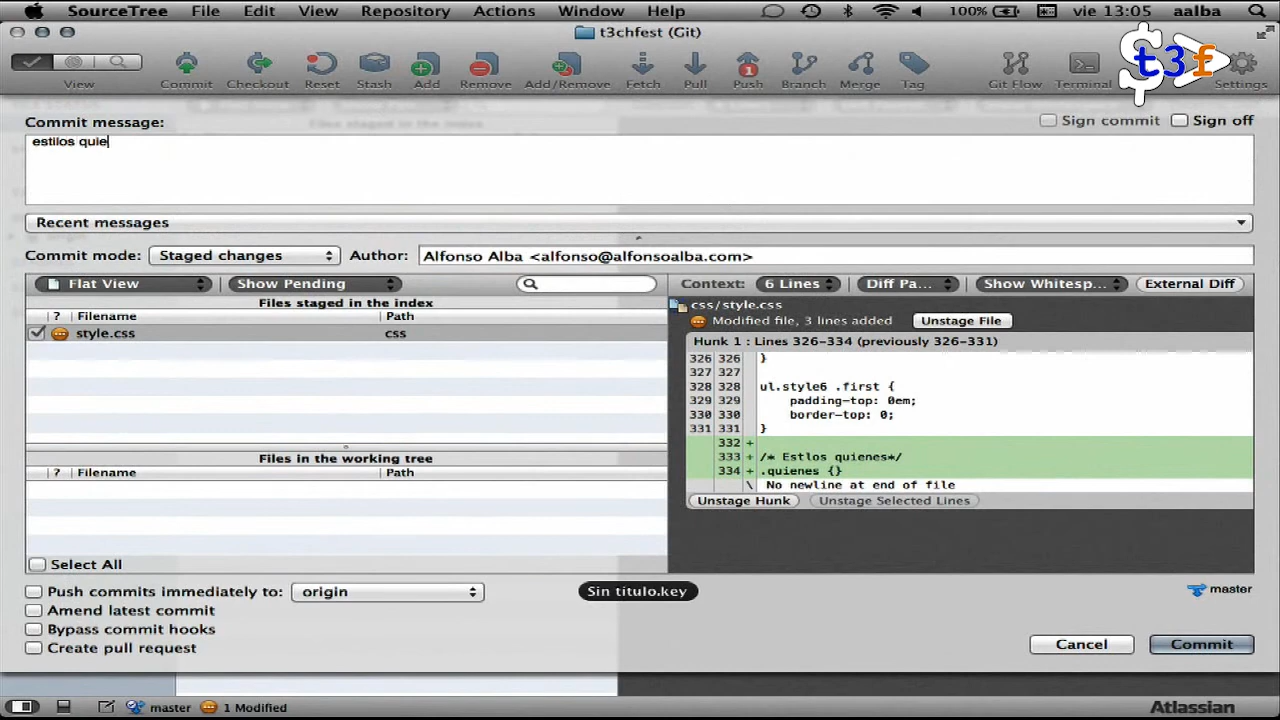 SourceTree File Edit View Repository Actions Window Help 100% vie 13:05 aalba
t3chfest (Git)
t3f
View Commit Checkout Reset Stash Add Remove Add/Remove Fetch Pull Push Branch Merge Tag Git Flow Terminal Settings
1
Commit message:
Sign commit Sign off
estilos quie
Recent messages
Commit mode: Staged changes Author: Alfonso Alba <alfonso@alfonsoalba.com>
Flat View Show Pending
Context: 6 Lines Diff Pa... Show Whitesp... External Diff
Files staged in the index
? Filename Path
style.css css
Files in the working tree
? Filename Path
Select All
css/style.css
Modified file, 3 lines added Unstage File
Hunk 1 : Lines 326-334 (previously 326-331)
326 326 }
327 327
328 328 ul.style6 .first {
329 329 padding-top: 0em;
330 330 border-top: 0;
331 331 }
332 +
333 + /* Estlos quienes*/
334 + .quienes {}
\ No newline at end of file
Unstage Hunk Unstage Selected Lines
Push commits immediately to: origin
Sin titulo.key
master
Amend latest commit
Bypass commit hooks
Create pull request
Cancel Commit
master 1 Modified
Atlassian